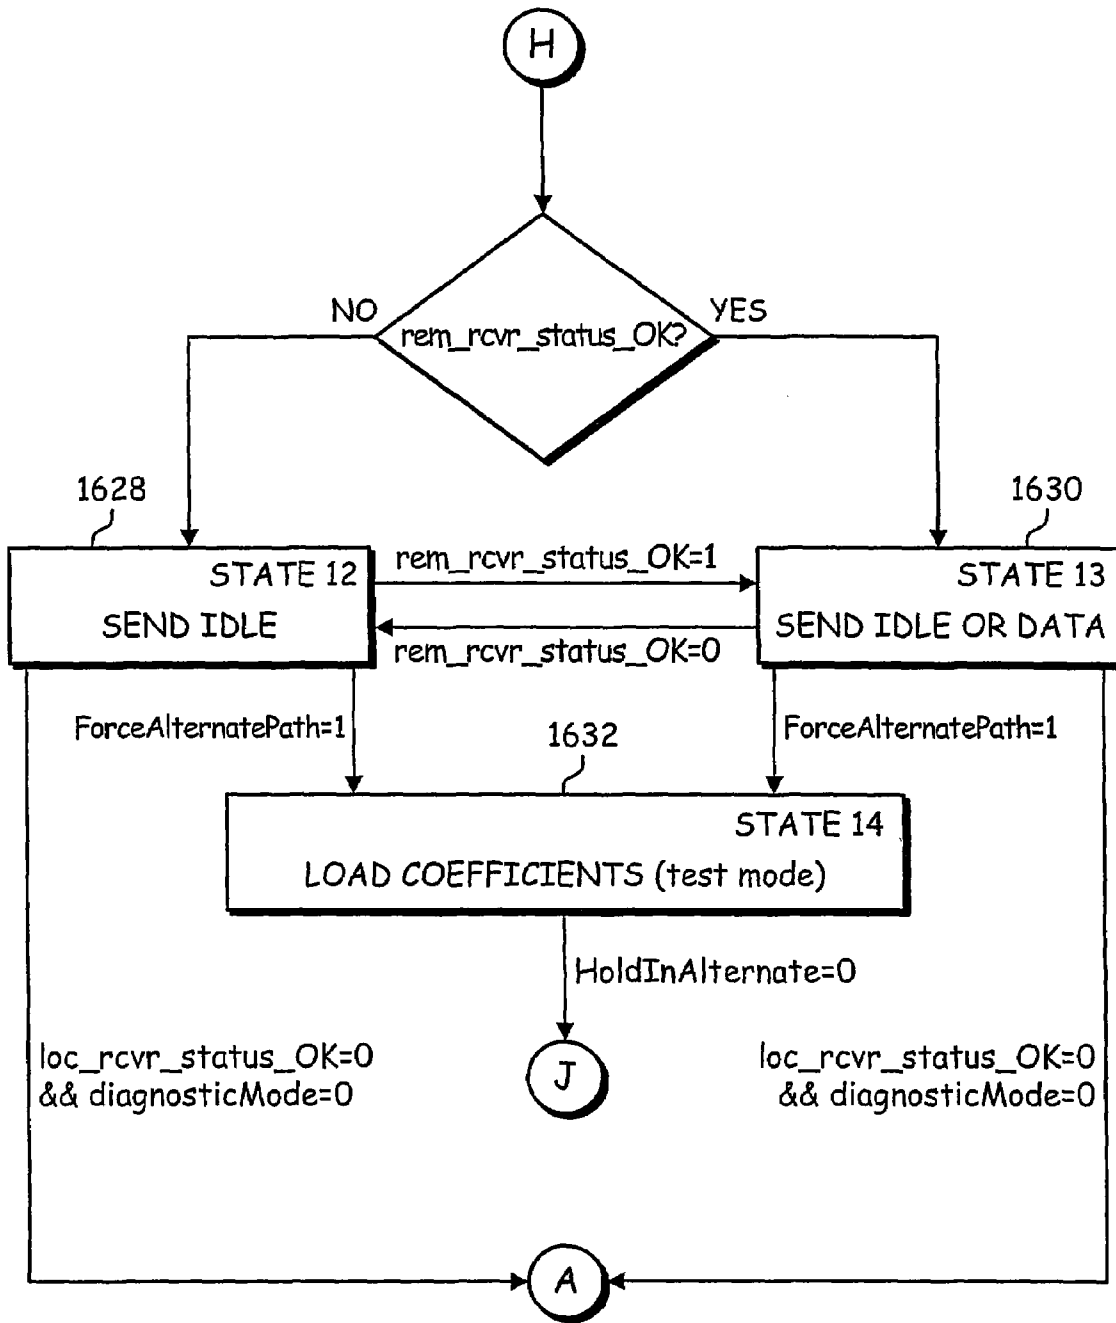 H
NO
YES
rem_rcvr_status_OK?
1628
1630
STATE 12
SEND IDLE
rem_rcvr_status_OK=1
rem_rcvr_status_OK=0
STATE 13
SEND IDLE OR DATA
ForceAlternatePath=1
ForceAlternatePath=1
1632
STATE 14
LOAD COEFFICIENTS (test mode)
HoldInAlternate=0
J
loc_rcvr_status_OK=0
&& diagnosticMode=0
loc_rcvr_status_OK=0
&& diagnosticMode=0
A